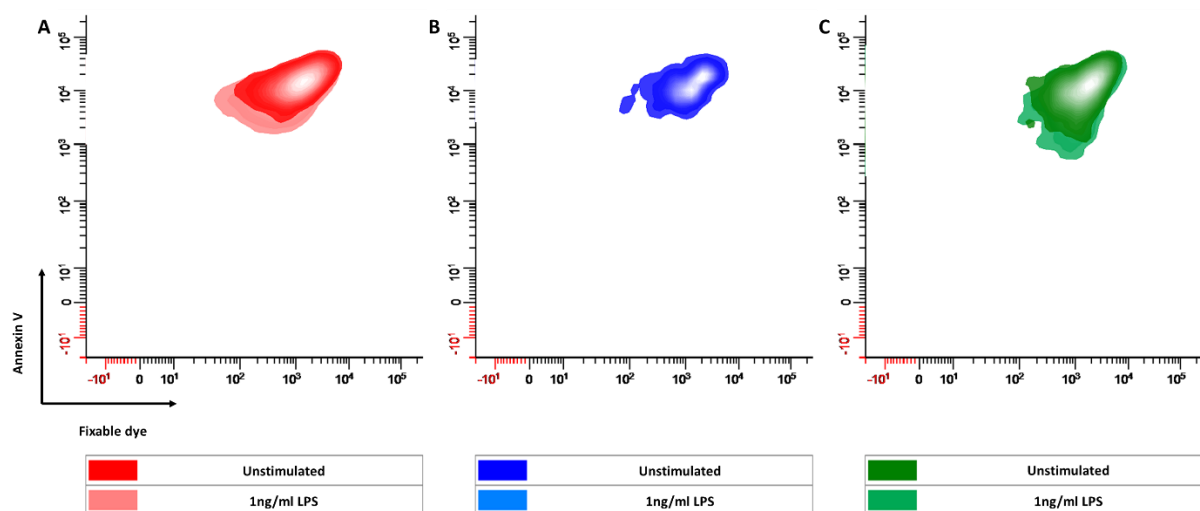 A
B
C
10⁵
10⁴
10³
10²
10¹
0
-10¹
10⁵
10⁴
10³
10²
10¹
0
-10¹
10⁵
10⁴
10³
10²
10¹
0
-10¹
-10¹ 0 10¹ 10² 10³ 10⁴ 10⁵
-10¹ 0 10¹ 10² 10³ 10⁴ 10⁵
-10¹ 0 10¹ 10² 10³ 10⁴ 10⁵
Annexin V
Fixable dye
Unstimulated
1ng/ml LPS
Unstimulated
1ng/ml LPS
Unstimulated
1ng/ml LPS